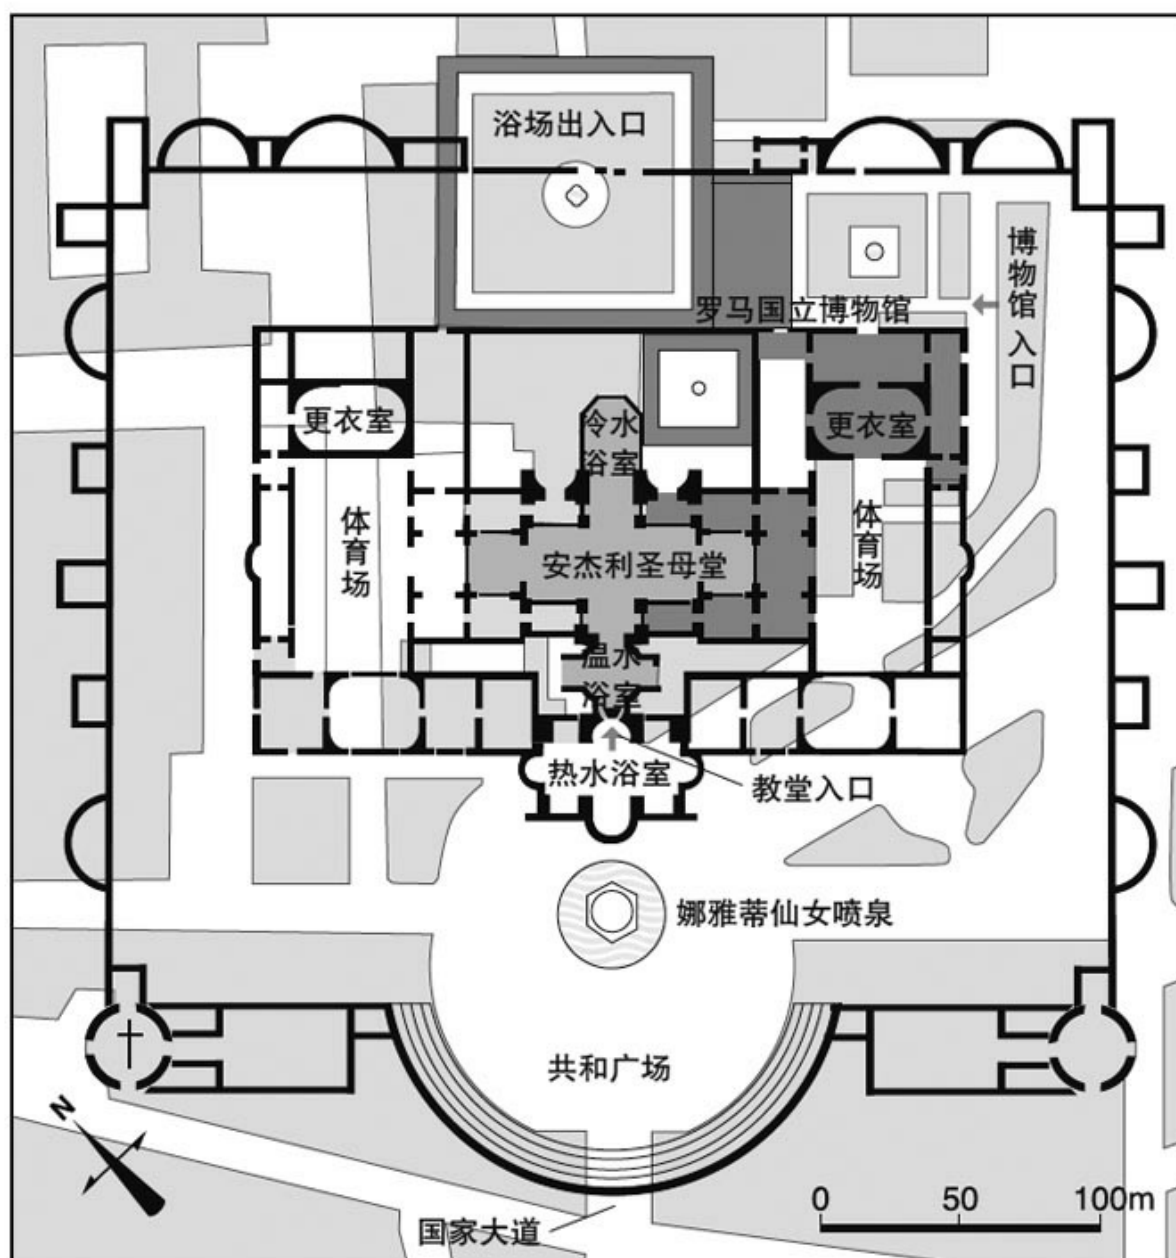 浴场出入口
博物馆入口
罗马国立博物馆
更衣室
更衣室
冷水
浴室
体育场
体育场
安杰利圣母堂
温水
浴室
热水浴室
教堂入口
娜雅蒂仙女喷泉
共和广场
N
0 50 100m
国家大道